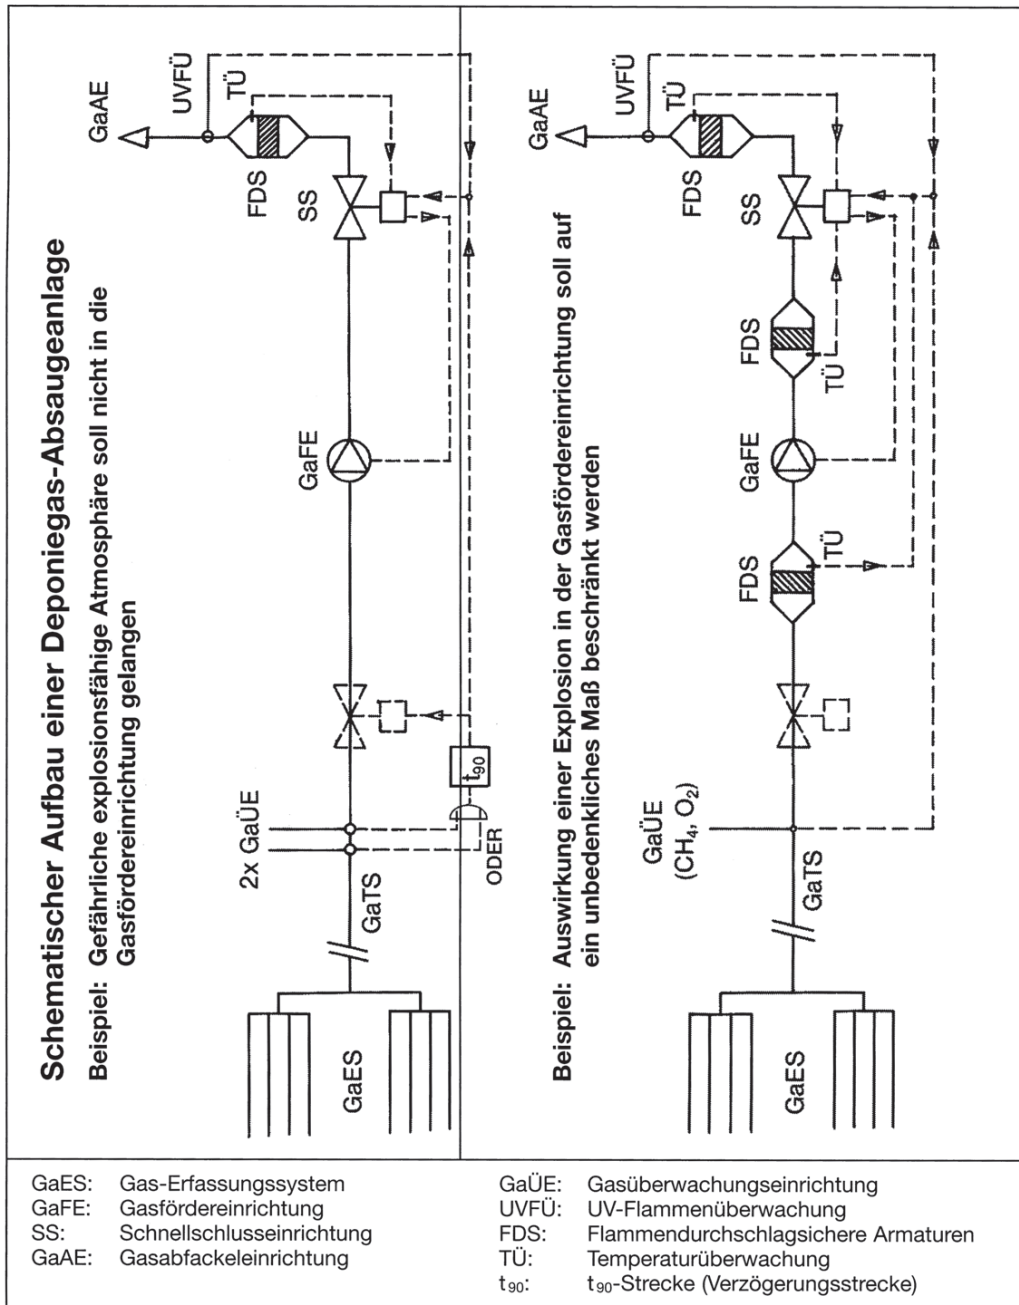 Schematischer Aufbau einer Deponiegas-Absaugeanlage
Beispiel: Gefährliche explosionsfähige Atmosphäre soll nicht in die
Gasfördereinrichtung gelangen
GaES
GaTS
2x GaÜE
ODER
t90
GaFE
SS
FDS
TÜ
UVFÜ
GaAE
Beispiel: Auswirkung einer Explosion in der Gasfördereinrichtung soll auf
ein unbedenkliches Maß beschränkt werden
GaES
GaTS
GaÜE
(CH₄, O₂)
FDS
TÜ
GaFE
FDS
TÜ
SS
FDS
TÜ
UVFÜ
GaAE
GaES: Gas-Erfassungssystem
GaFE: Gasfördereinrichtung
SS: Schnellschlusseinrichtung
GaAE: Gasabfackeleinrichtung
GaÜE: Gasüberwachungseinrichtung
UVFÜ: UV-Flammenüberwachung
FDS: Flammendurchschlagsichere Armaturen
TÜ: Temperaturüberwachung
t₉₀: t₉₀-Strecke (Verzögerungsstrecke)